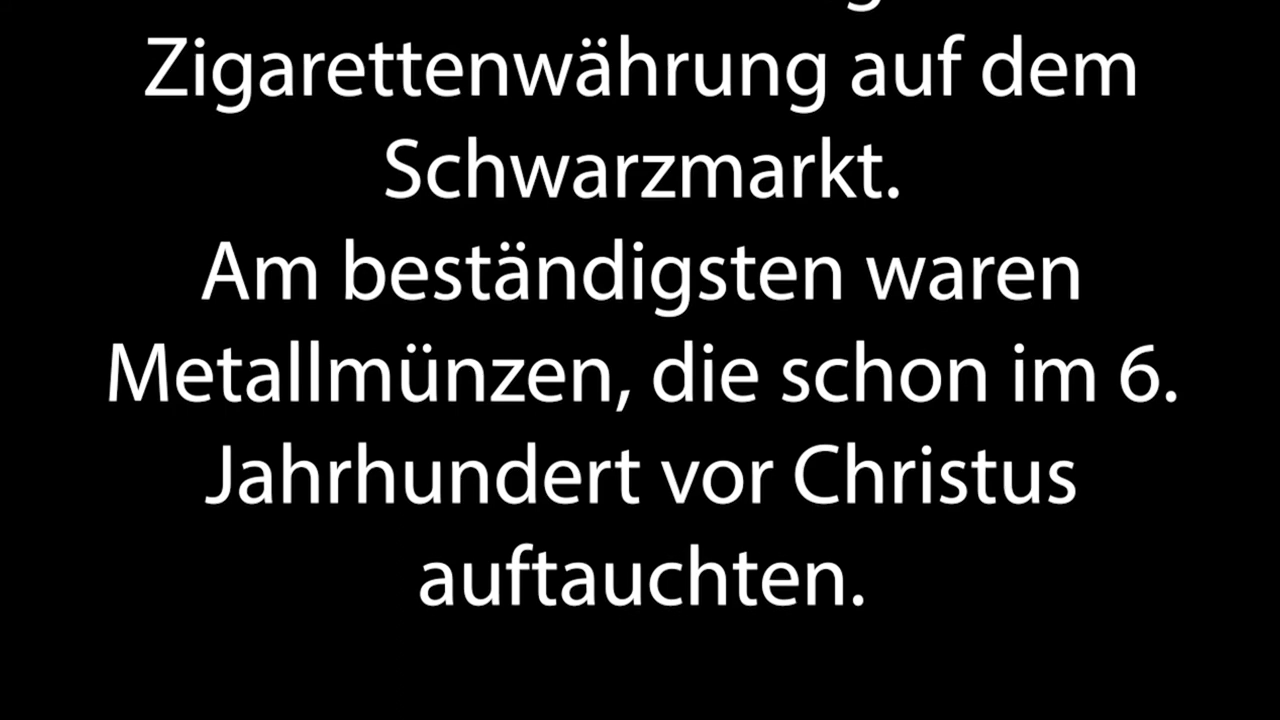 Zigarettenwährung auf dem
Schwarzmarkt.
Am beständigsten waren
Metallmünzen, die schon im 6.
Jahrhundert vor Christus
auftauchten.